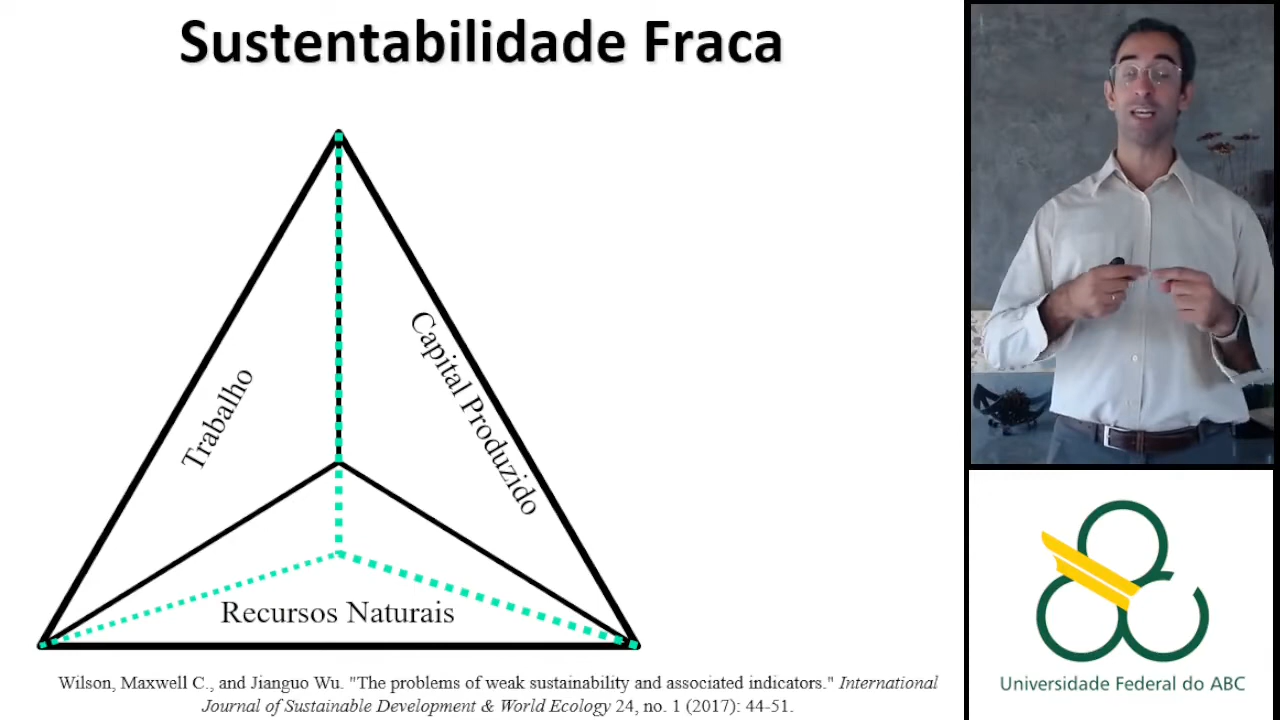 Sustentabilidade Fraca
Trabalho
Capital Produzido
Recursos Naturais
Wilson, Maxwell C., and Jianguo Wu. "The problems of weak sustainability and associated indicators." International
Journal of Sustainable Development & World Ecology 24, no. 1 (2017): 44-51.
Universidade Federal do ABC